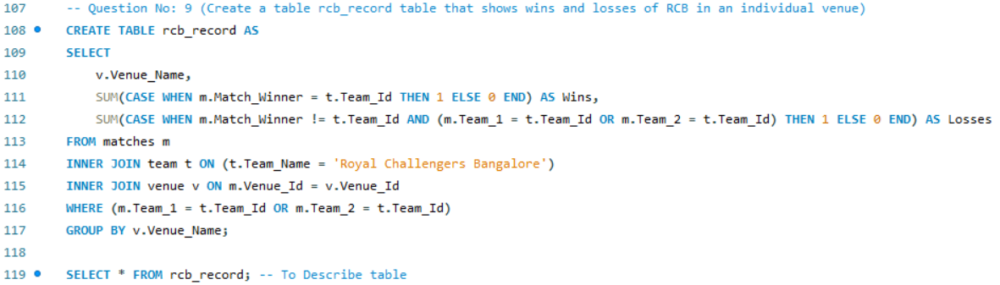 107 -- Question No: 9 (Create a table rcb_record table that shows wins and losses of RCB in an individual venue)
108 CREATE TABLE rcb_record AS
109 SELECT
110 v.Venue_Name,
111 SUM(CASE WHEN m.Match_Winner = t.Team_Id THEN 1 ELSE 0 END) AS Wins,
112 SUM(CASE WHEN m.Match_Winner != t.Team_Id AND (m.Team_1 = t.Team_Id OR m.Team_2 = t.Team_Id) THEN 1 ELSE 0 END) AS Losses
113 FROM matches m
114 INNER JOIN team t ON (t.Team_Name = 'Royal Challengers Bangalore')
115 INNER JOIN venue v ON m.Venue_Id = v.Venue_Id
116 WHERE (m.Team_1 = t.Team_Id OR m.Team_2 = t.Team_Id)
117 GROUP BY v.Venue_Name;
118
119 SELECT * FROM rcb_record; -- To Describe table